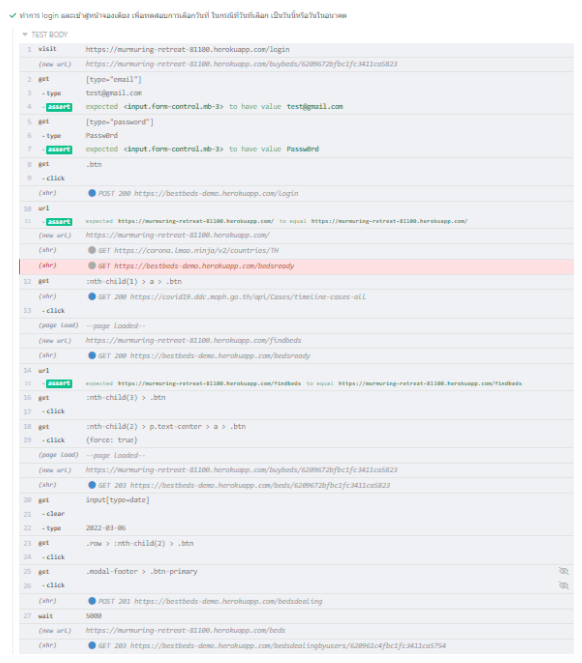 ✓ ทำการ login และเข้าสู่หน้าจองเตียง เพื่อทดสอบการเลือกวันที่ ในกรณีที่วันที่เลือก เป็นวันนี้หรือวันในอนาคต
TEST BODY
1 visit https://murmuring-retreat-81100.herokuapp.com/login
(new url) https://murmuring-retreat-81100.herokuapp.com/buybeds/6209672bfbc1fc3411ca5823
2 get [type="email"]
3 -type test@gmail.com
4 -assert expected <input.form-control.mb-3> to have value test@gmail.com
5 get [type="password"]
6 -type Passw0rd
7 -assert expected <input.form-control.mb-3> to have value Passw0rd
8 get .btn
9 -click
(xhr) POST 200 https://bestbeds-demo.herokuapp.com/login
10 url
11 -assert expected https://murmuring-retreat-81100.herokuapp.com/ to equal https://murmuring-retreat-81100.herokuapp.com/
(new url) https://murmuring-retreat-81100.herokuapp.com/
(xhr) GET https://corona.lmao.ninja/v2/countries/TH
(xhr) GET https://bestbeds-demo.herokuapp.com/bedsready
12 get :nth-child(1) > a > .btn
(xhr) GET 200 https://covid19.ddc.moph.go.th/api/Cases/timeline-cases-all
13 -click
(page load) --page loaded--
(new url) https://murmuring-retreat-81100.herokuapp.com/findbeds
(xhr) GET 200 https://bestbeds-demo.herokuapp.com/bedsready
14 url
15 -assert expected https://murmuring-retreat-81100.herokuapp.com/findbeds to equal https://murmuring-retreat-81100.herokuapp.com/findbeds
16 get :nth-child(3) > .btn
17 -click
18 get :nth-child(2) > p.text-center > a > .btn
19 -click {force: true}
(page load) --page loaded--
(new url) https://murmuring-retreat-81100.herokuapp.com/buybeds/6209672bfbc1fc3411ca5823
(xhr) GET 203 https://bestbeds-demo.herokuapp.com/beds/6209672bfbc1fc3411ca5823
20 get input[type=date]
21 -clear
22 -type 2022-03-06
23 get .row > :nth-child(2) > .btn
24 -click
25 get .modal-footer > .btn-primary
26 -click
(xhr) POST 201 https://bestbeds-demo.herokuapp.com/bedsdealing
27 wait 5000
(new url) https://murmuring-retreat-81100.herokuapp.com/beds
(xhr) GET 203 https://bestbeds-demo.herokuapp.com/bedsdealingbyusers/620961c4fbc1fc3411ca5754